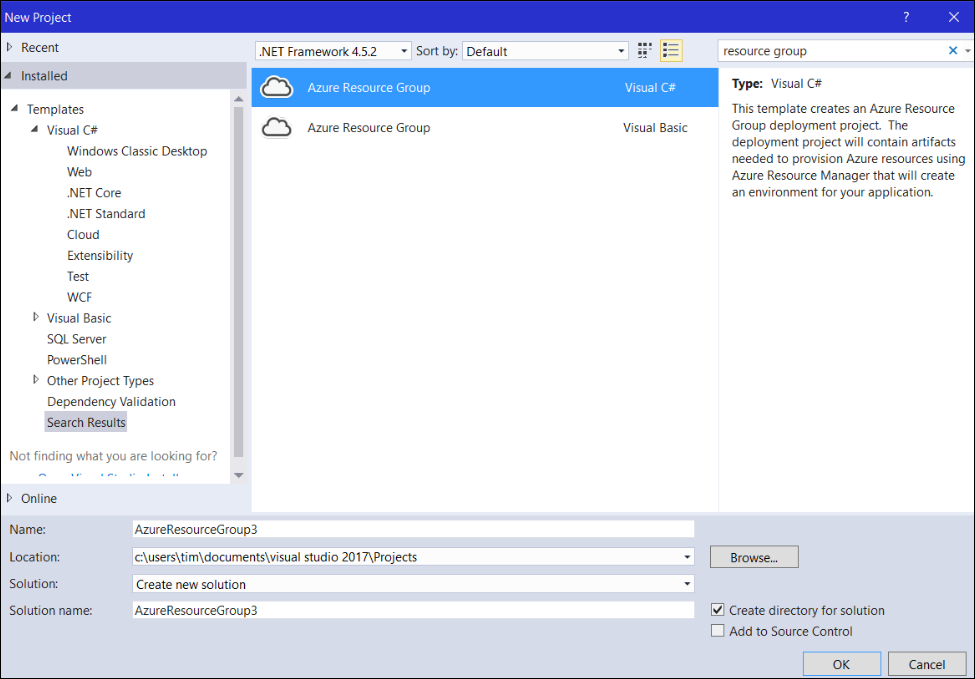 New Project
?
Recent
.NET Framework 4.5.2
Sort by:
Default
resource group
Installed
Templates
Visual C#
Windows Classic Desktop
Web
.NET Core
.NET Standard
Cloud
Extensibility
Test
WCF
Visual Basic
SQL Server
PowerShell
Other Project Types
Dependency Validation
Search Results
Not finding what you are looking for?
Online
Azure Resource Group
Visual C#
Azure Resource Group
Visual Basic
Type: Visual C#
This template creates an Azure Resource
Group deployment project. The
deployment project will contain artifacts
needed to provision Azure resources using
Azure Resource Manager that will create
an environment for your application.
Name:
AzureResourceGroup3
Location:
c:\users\tim\documents\visual studio 2017\Projects
Browse...
Solution:
Create new solution
Solution name:
AzureResourceGroup3
Create directory for solution
Add to Source Control
OK
Cancel